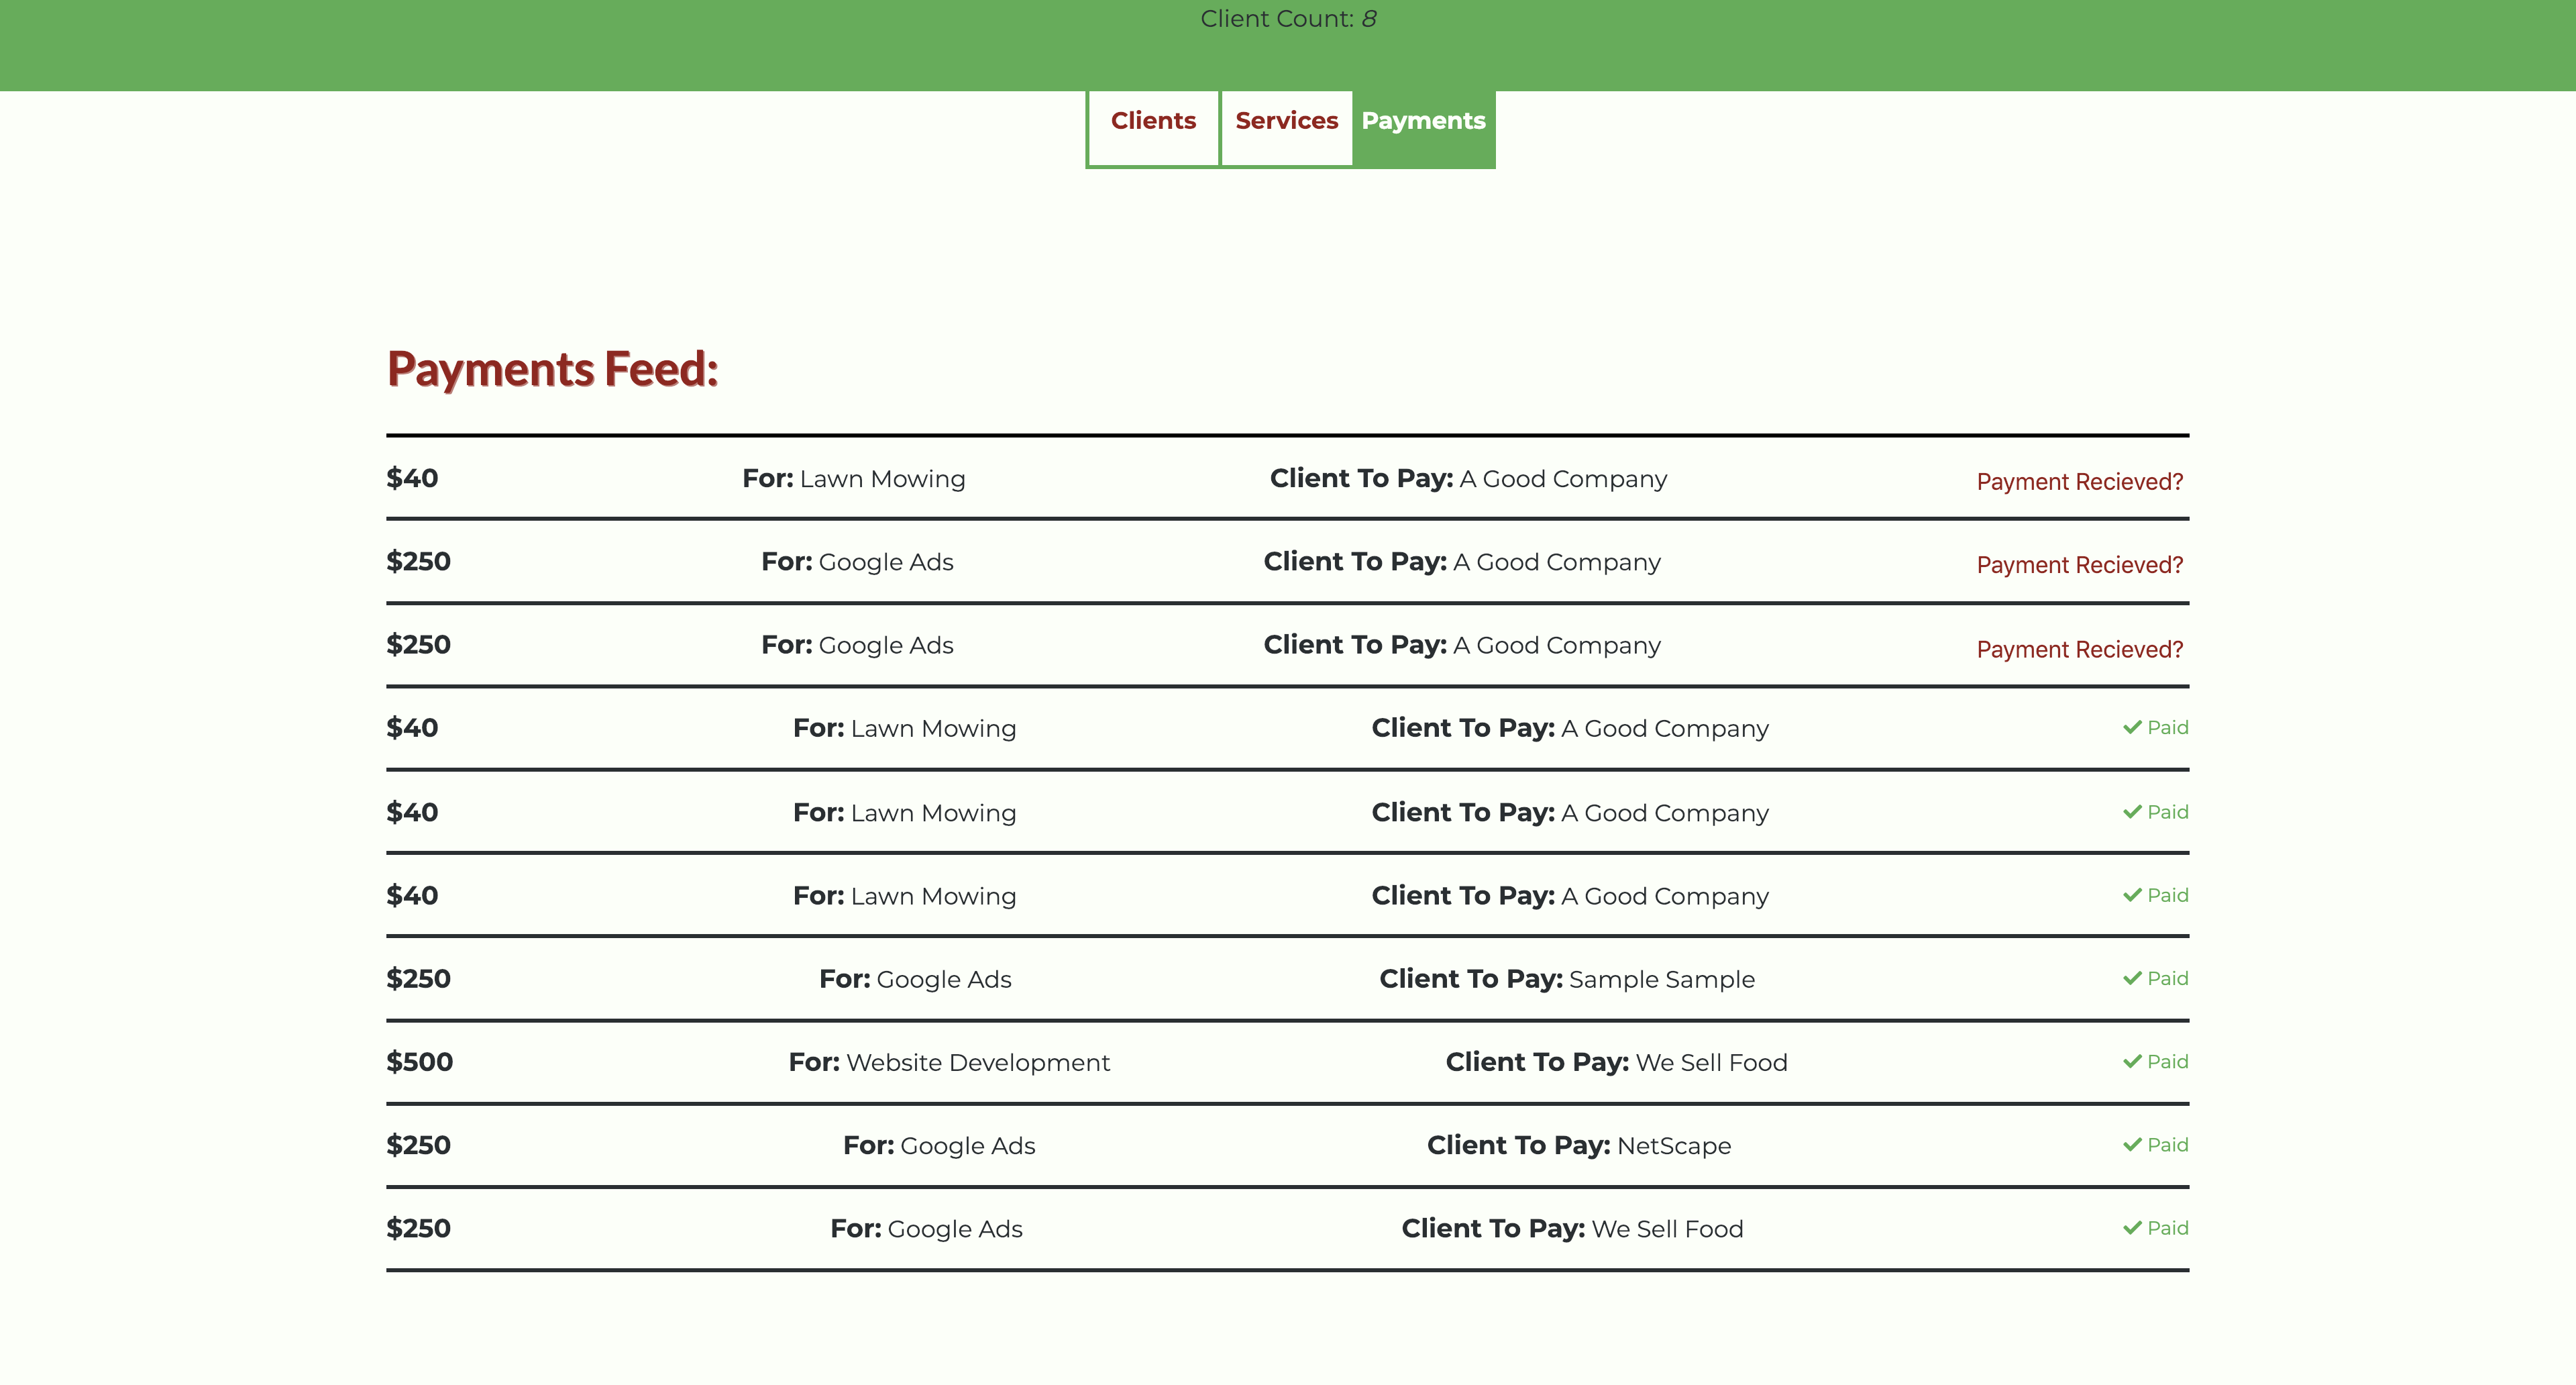 Client Count: 8
Clients Services Payments
Payments Feed:
$40 For: Lawn Mowing Client To Pay: A Good Company Payment Recieved?
$250 For: Google Ads Client To Pay: A Good Company Payment Recieved?
$250 For: Google Ads Client To Pay: A Good Company Payment Recieved?
$40 For: Lawn Mowing Client To Pay: A Good Company Paid
$40 For: Lawn Mowing Client To Pay: A Good Company Paid
$40 For: Lawn Mowing Client To Pay: A Good Company Paid
$250 For: Google Ads Client To Pay: Sample Sample Paid
$500 For: Website Development Client To Pay: We Sell Food Paid
$250 For: Google Ads Client To Pay: NetScape Paid
$250 For: Google Ads Client To Pay: We Sell Food Paid